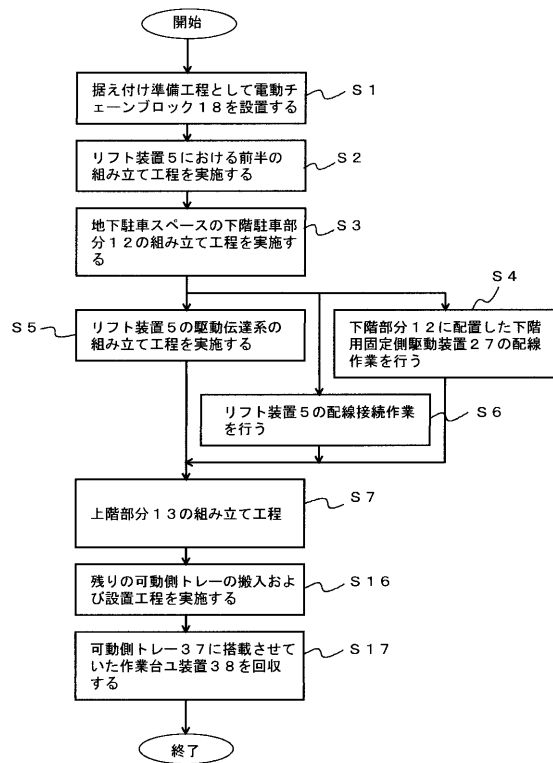 開始
据え付け準備工程として電動チ
ェーンブロック１８を設置する
Ｓ１
リフト装置５における前半の
組み立て工程を実施する
Ｓ２
地下駐車スペースの下階駐車部
分１２の組み立て工程を実施す
る
Ｓ３
Ｓ５
リフト装置５の駆動伝達系の
組み立て工程を実施する
Ｓ４
下階部分１２に配置した下階
用固定側駆動装置２７の配線
作業を行う
リフト装置５の配線接続作業
を行う
Ｓ６
上階部分１３の組み立て工程
Ｓ７
残りの可動側トレーの搬入およ
び設置工程を実施する
Ｓ１６
可動側トレー３７に搭載させて
いた作業台ユ装置３８を回収
する
Ｓ１７
終了